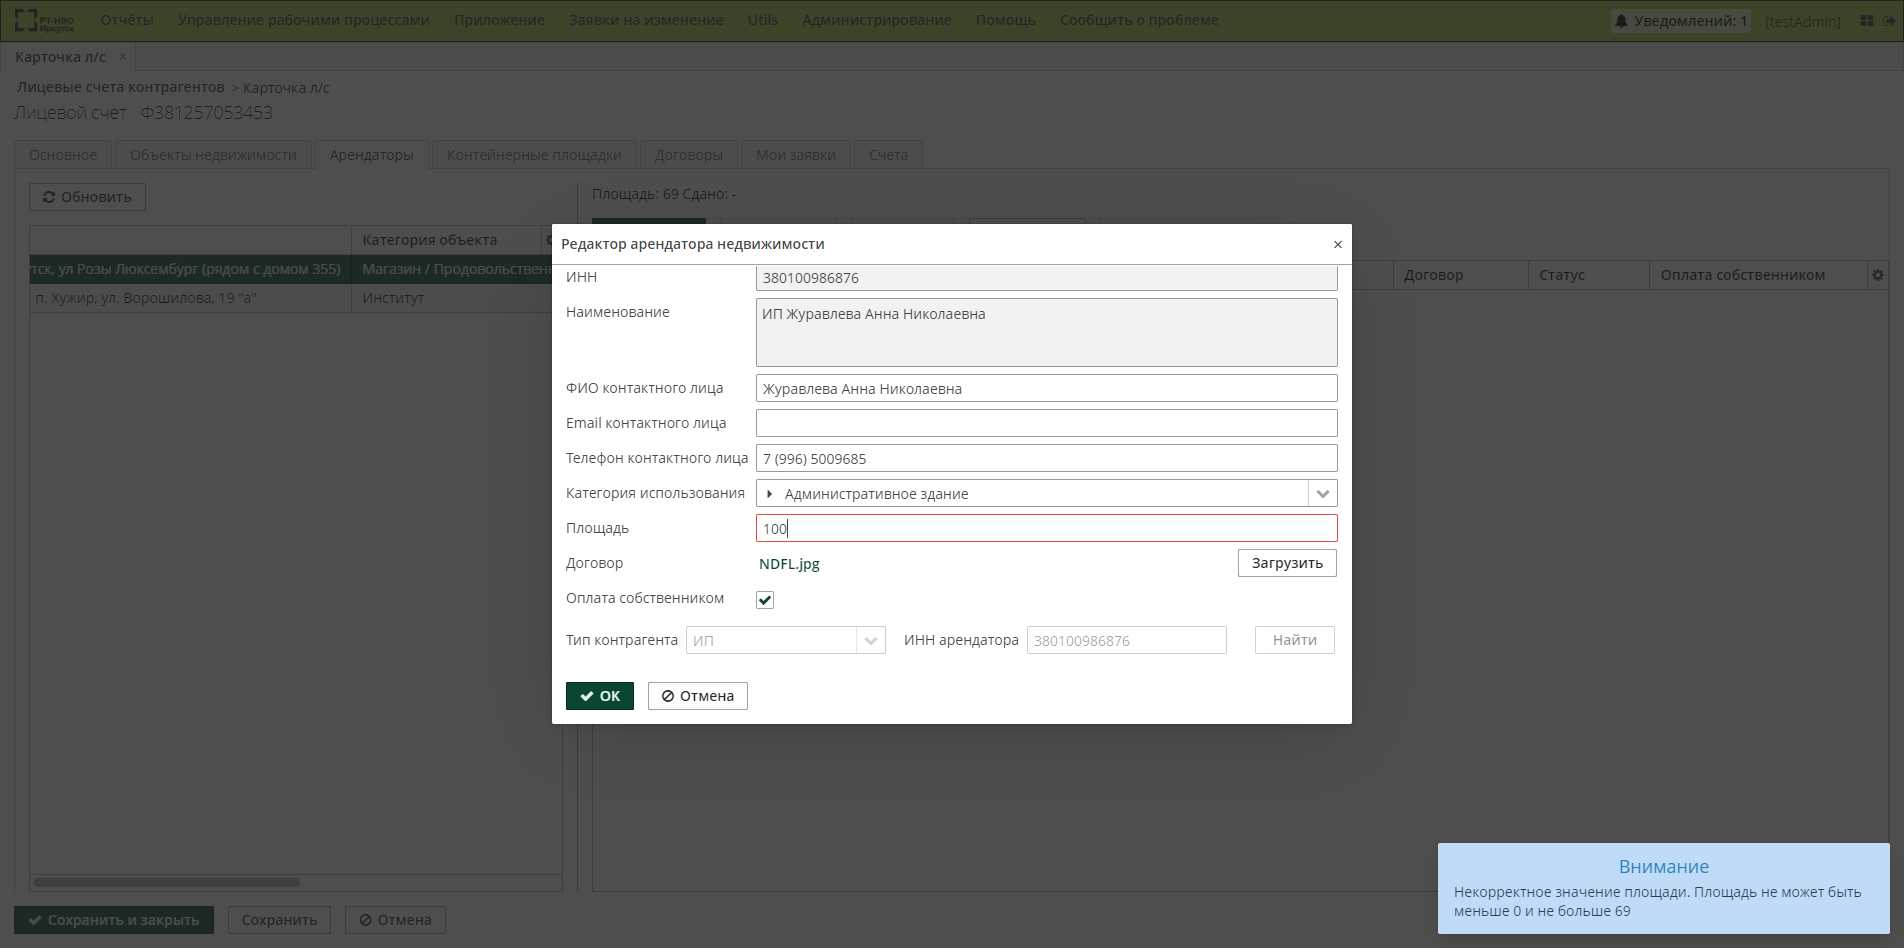 РТ-НЭО
Иркутск
Отчёты
Управление рабочими процессами
Приложение
Заявки на изменение
Utils
Администрирование
Помощь
Сообщить о проблеме
Уведомлений: 1
[testAdmin]
Карточка л/с ×
Лицевые счета контрагентов > Карточка л/с
Лицевой счет Ф381257053453
Основное
Объекты недвижимости
Арендаторы
Контейнерные площадки
Договоры
Мои заявки
Счета
Обновить
Площадь: 69 Сдано: -
Категория объекта
утск, ул Розы Люксембург (рядом с домом 355)
Магазин / Продовольствен
п. Хужир, ул. Ворошилова, 19 "а"
Институт
Договор
Статус
Оплата собственником
Редактор арендатора недвижимости ×
ИНН
380100986876
Наименование
ИП Журавлева Анна Николаевна
ФИО контактного лица
Журавлева Анна Николаевна
Email контактного лица
Телефон контактного лица
7 (996) 5009685
Категория использования
Административное здание
Площадь
100
Договор
NDFL.jpg
Загрузить
Оплата собственником
Тип контрагента
ИП
ИНН арендатора
380100986876
Найти
ОК
Отмена
Сохранить и закрыть
Сохранить
Отмена
Внимание
Некорректное значение площади. Площадь не может быть
меньше 0 и не больше 69